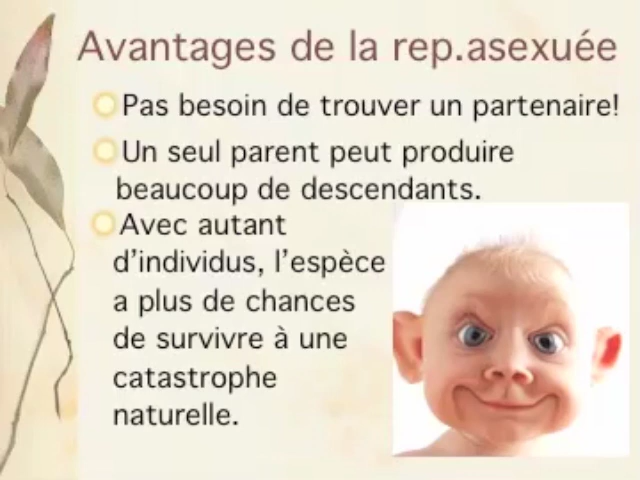 Avantages de la rep.asexuée
Pas besoin de trouver un partenaire!
Un seul parent peut produire
beaucoup de descendants.
Avec autant
d'individus, l'espèce
a plus de chances
de survivre à une
catastrophe
naturelle.